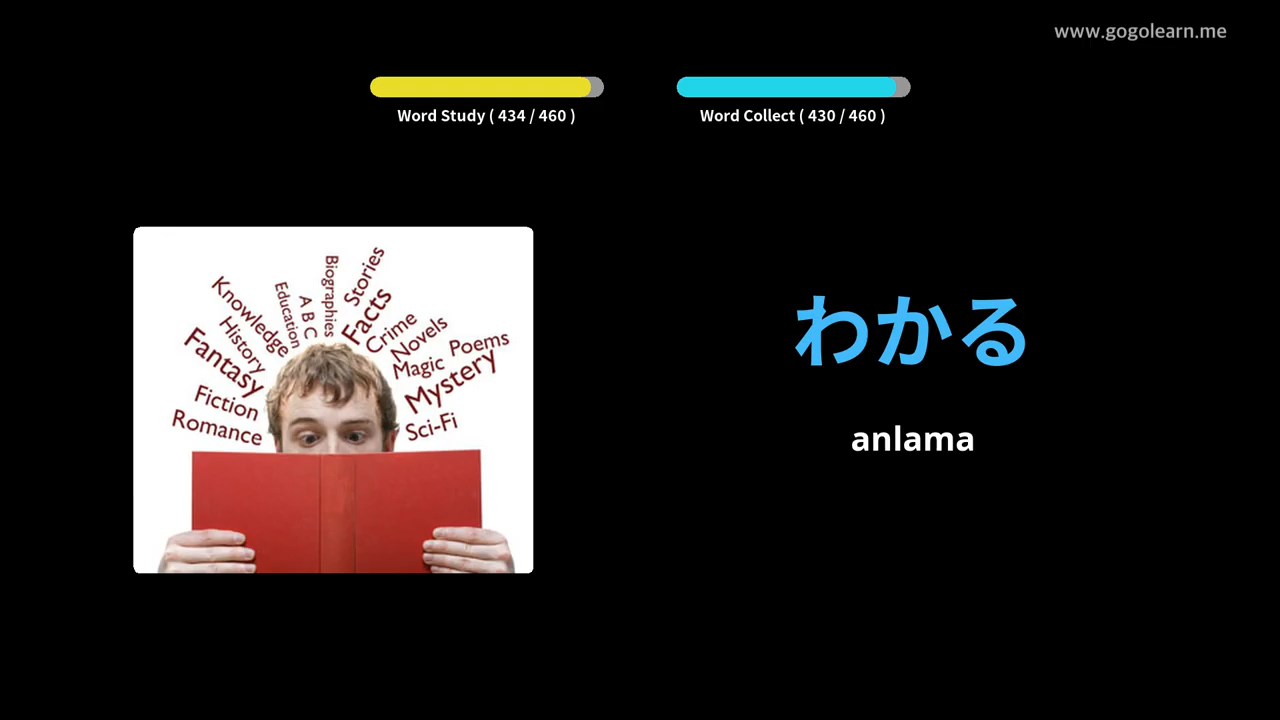 www.gogolearn.me
Word Study ( 434 / 460 )
Word Collect ( 430 / 460 )
Biographies
Stories
Knowledge
Education
A B C
Facts
Crime
History
Novels
Poems
Fantasy
Magic
Mystery
Fiction
Romance
Sci-Fi
わかる
anlama